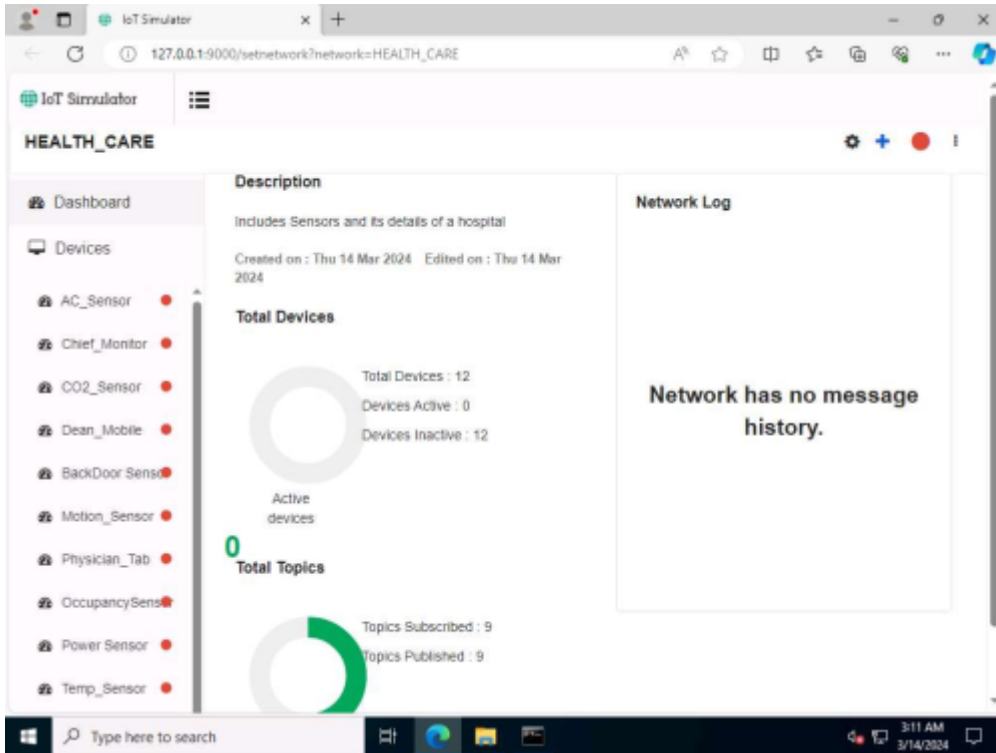 IoT Simulator
127.0.0.1:9000/setnetwork?network=HEALTH_CARE
IoT Simulator
HEALTH_CARE
Dashboard
Devices
AC_Sensor
Chief_Monitor
CO2_Sensor
Dean_Mobile
BackDoor Senso
Motion_Sensor
Physician_Tab
OccupancySens
Power Sensor
Temp_Sensor
Description
Includes Sensors and its details of a hospital
Created on : Thu 14 Mar 2024 Edited on : Thu 14 Mar
2024
Total Devices
Total Devices : 12
Devices Active : 0
Devices Inactive : 12
Active
devices
0
Total Topics
Topics Subscribed : 9
Topics Published : 9
Network Log
Network has no message
history.
Type here to search
3:11 AM
3/14/2024